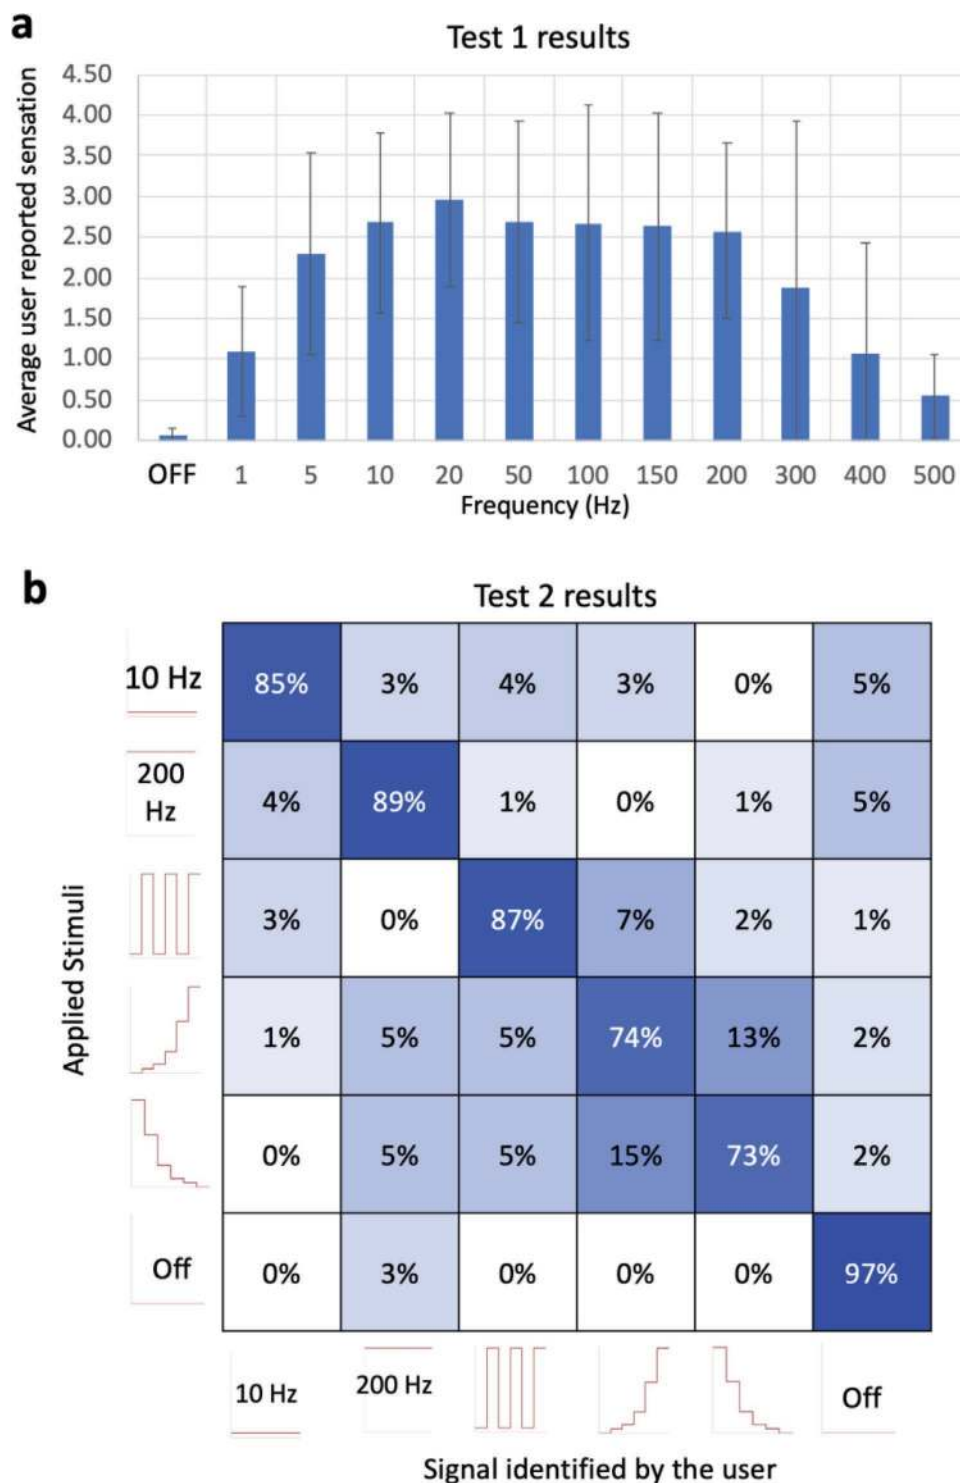 a
Test 1 results
Average user reported sensation
4.50
4.00
3.50
3.00
2.50
2.00
1.50
1.00
0.50
0.00
OFF 1 5 10 20 50 100 150 200 300 400 500
Frequency (Hz)
b
Test 2 results
Applied Stimuli
10 Hz 85% 3% 4% 3% 0% 5%
200
Hz
4% 89% 1% 0% 1% 5%
3% 0% 87% 7% 2% 1%
1% 5% 5% 74% 13% 2%
0% 5% 5% 15% 73% 2%
Off 0% 3% 0% 0% 0% 97%
10 Hz 200 Hz Off
Signal identified by the user